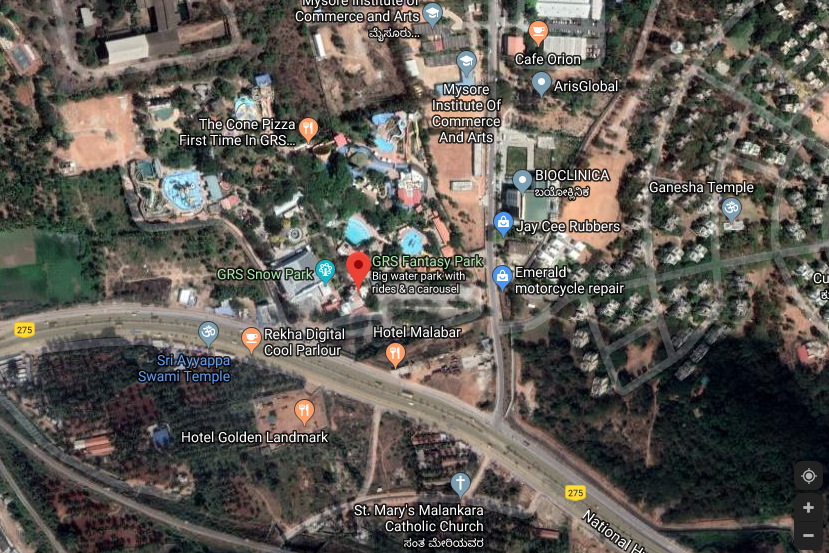 Mysore Institute of
Commerce and Arts
ಮೈಸೂರು...
Cafe Orion
ArisGlobal
Mysore
Institute Of
Commerce
And Arts
The Cone Pizza
First Time In GRS...
BIOCLINICA
ಬಯೋಕ್ಲಿನಿಕ
Ganesha Temple
Jay Cee Rubbers
GRS Fantasy Park
Big water park with
rides & a carousel
GRS Snow Park
Emerald
motorcycle repair
275
Rekha Digital
Cool Parlour
Hotel Malabar
Sri Ayyappa
Swami Temple
Hotel Golden Landmark
275
St. Mary's Malankara
Catholic Church
ಸಂತ ಮೇರಿಯವರ
National H